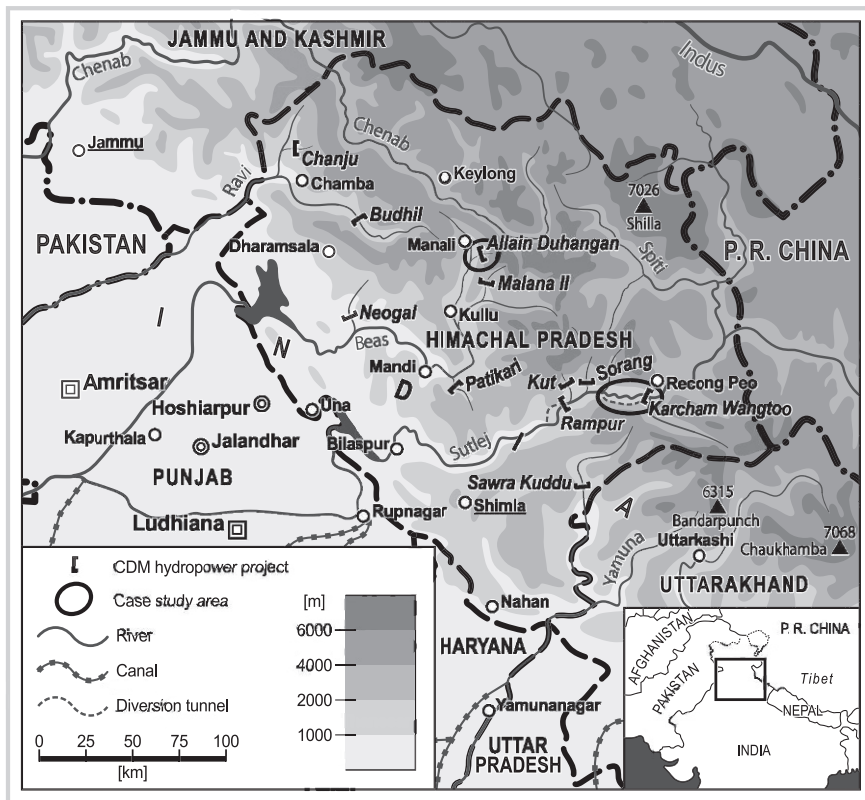 JAMMU AND KASHMIR
Chenab
Indus
Jammu
Chenab
Ravi
Chanju
Chamba
Keylong
7026
Shilla
Budhil
PAKISTAN
Dharamsala
Manali
Allain Duhangan
Spiti
P. R. CHINA
Malana II
I
Neogal
Kullu
N
Beas
HIMACHAL PRADESH
Mandi
D
Patikari
Kut
Sorang
Recong Peo
Amritsar
Hoshiarpur
Una
Karcham Wangtoo
Rampur
Kapurthala
Jalandhar
Bilaspur
Sutlej
PUNJAB
Sawra Kuddu
A
6315
Bandarpunch
Shimla
Rupnagar
Ludhiana
Yamuna
Uttarkashi
7068
Chaukhamba
UTTARAKHAND
CDM hydropower project
Case study area
River
Canal
Diversion tunnel
0 25 50 75 100
[km]
[m]
6000
4000
2000
1000
Nahan
HARYANA
Yamunanagar
UTTAR
PRADESH
AFGHANISTAN
P. R. CHINA
PAKISTAN
Tibet
NEPAL
INDIA